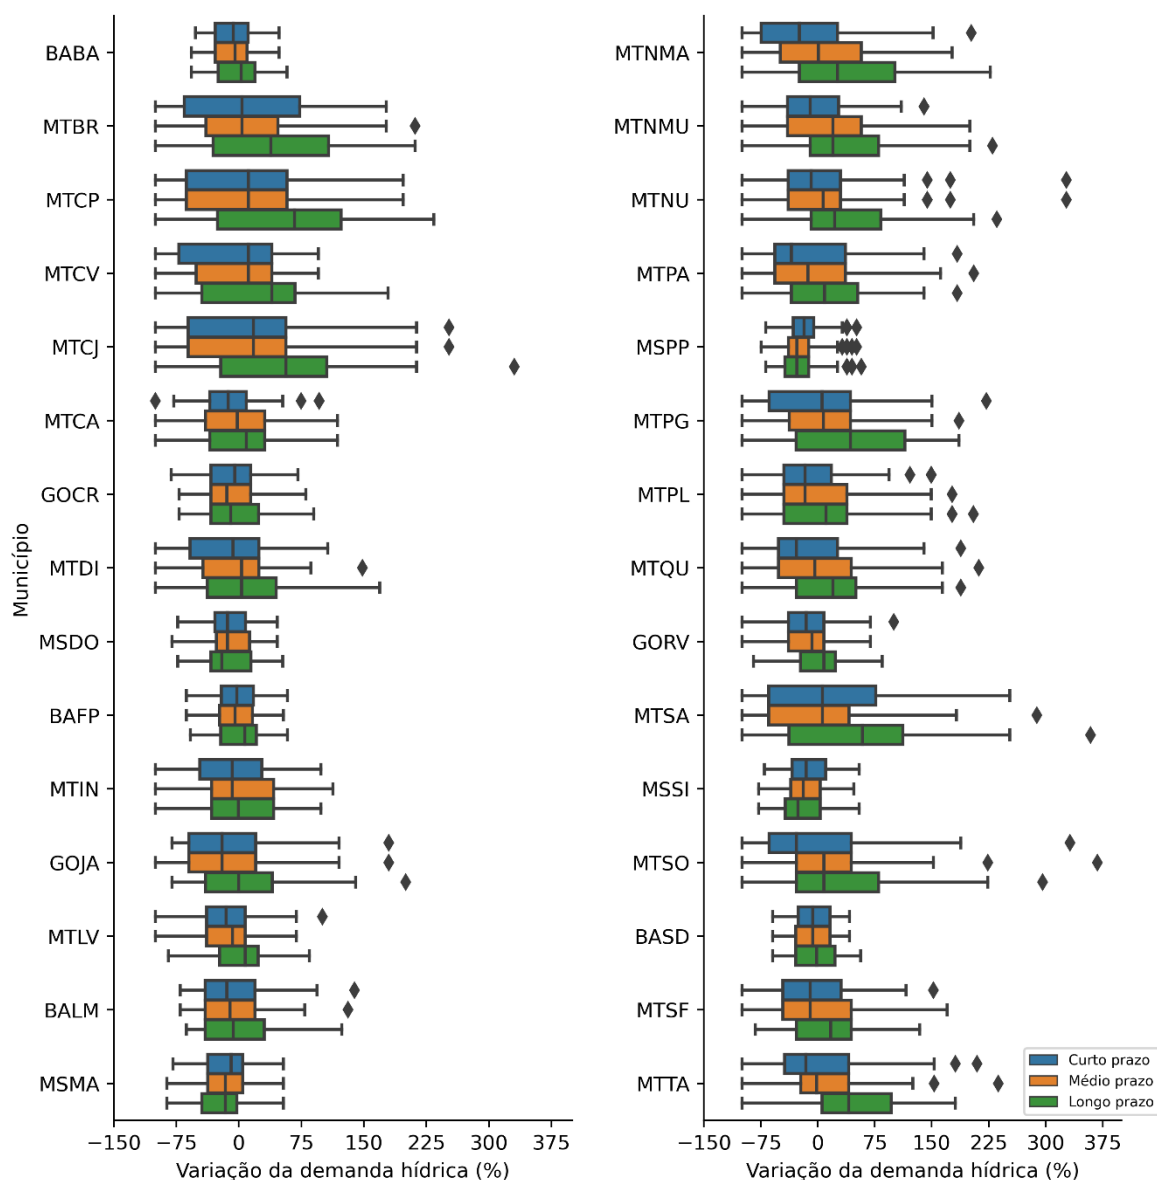 Município
BABA
MTBR
MTCP
MTCV
MTCJ
MTCA
GOCR
MTDI
MSDO
BAFP
MTIN
GOJA
MTLV
BALM
MSMA
−150 −75 0 75 150 225 300 375
Variação da demanda hídrica (%)
MTNMA
MTNMU
MTNU
MTPA
MSPP
MTPG
MTPL
MTQU
GORV
MTSA
MSSI
MTSO
BASD
MTSF
MTTA
Curto prazo
Médio prazo
Longo prazo
−150 −75 0 75 150 225 300 375
Variação da demanda hídrica (%)